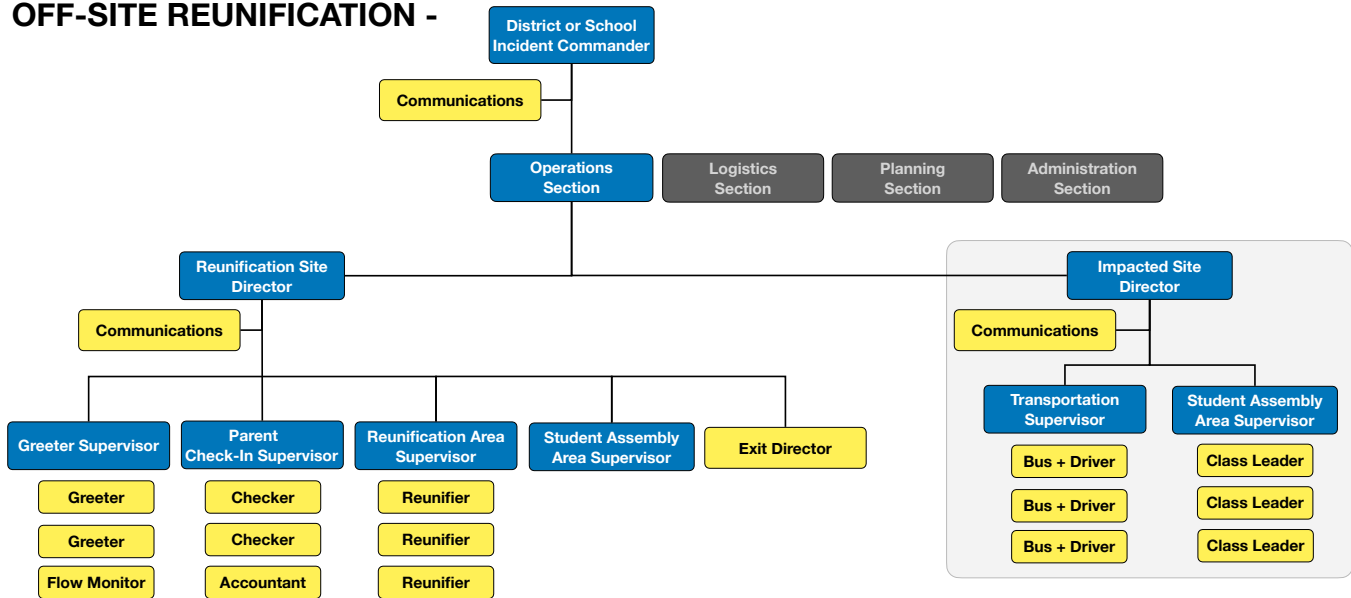 OFF-SITE REUNIFICATION -
District or School
Incident Commander
Communications
Operations
Section
Logistics
Section
Planning
Section
Administration
Section
Reunification Site
Director
Impacted Site
Director
Communications
Communications
Transportation
Supervisor
Student Assembly
Area Supervisor
Greeter Supervisor
Parent
Check-In Supervisor
Reunification Area
Supervisor
Student Assembly
Area Supervisor
Exit Director
Bus + Driver
Class Leader
Greeter
Checker
Reunifier
Bus + Driver
Class Leader
Greeter
Checker
Reunifier
Bus + Driver
Class Leader
Flow Monitor
Accountant
Reunifier